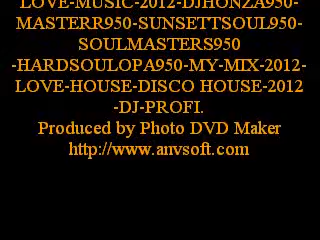 LOVE-MUSIC-2012-DJHONZA950-
MASTERR950-SUNSETTSOUL950-
SOULMASTERS950
-HARDSOULOPA950-MY-MIX-2012-
LOVE-HOUSE-DISCO HOUSE-2012
-DJ-PROFI.
Produced by Photo DVD Maker
http://www.anvsoft.com